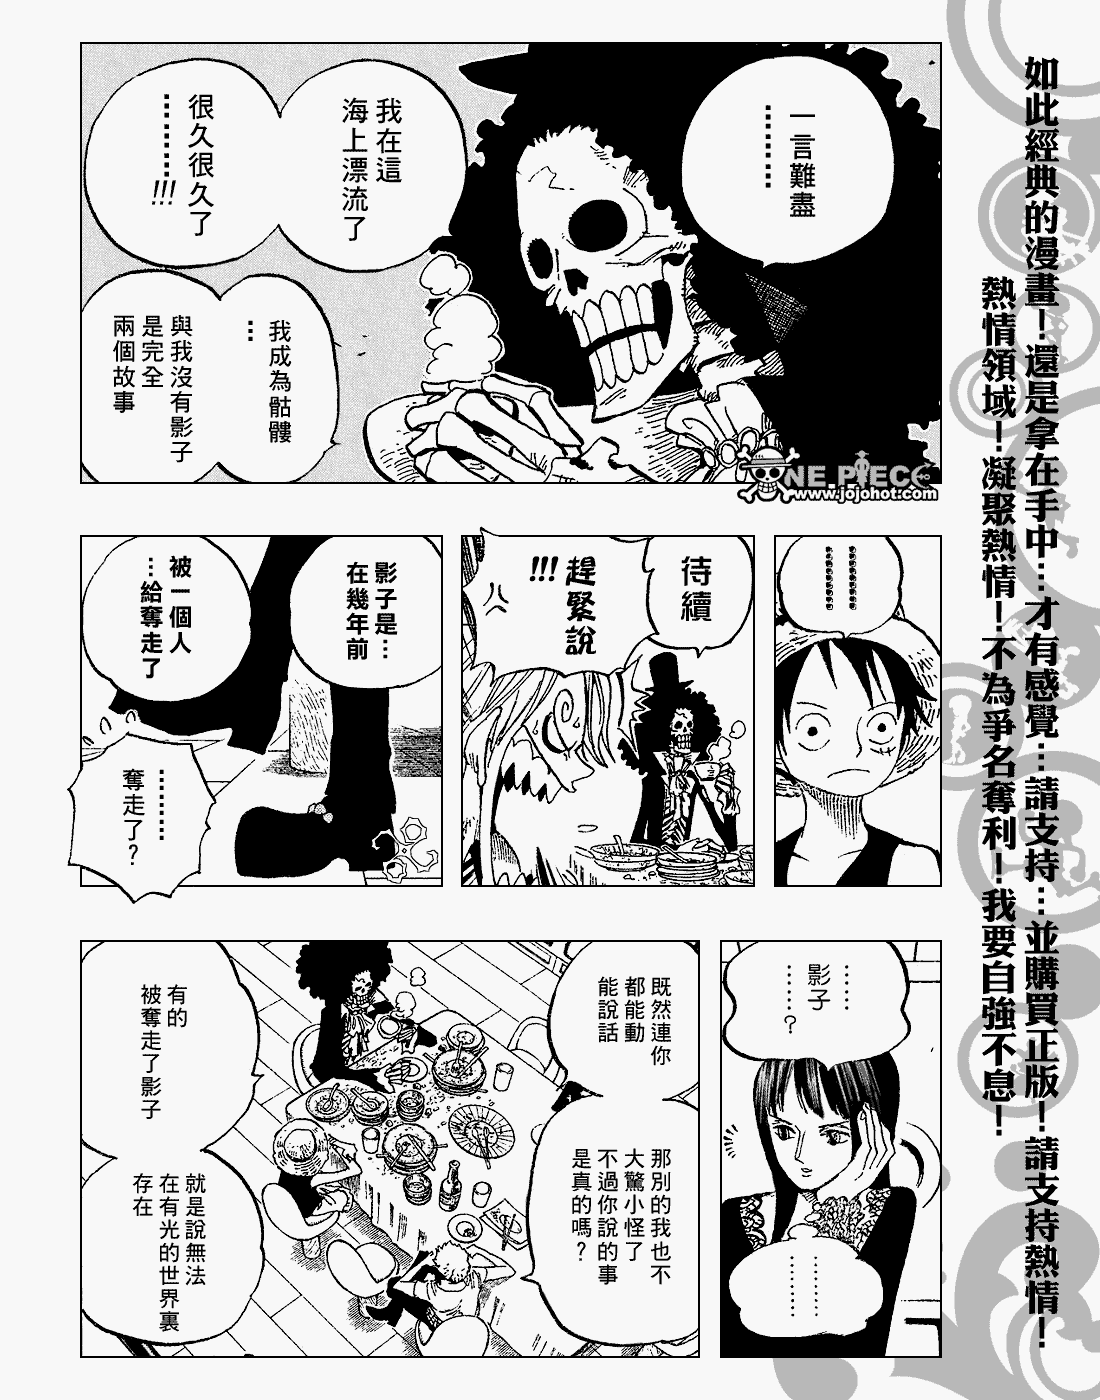 如此經典的漫畫!還是拿在手中…才有感覺…請支持…並購買正版!請支持熱情!
熱情領域!凝聚熱情!不為爭名奪利!我要自強不息!
一言難盡
………
我在這
海上漂流了
很久很久了
………!!!
我成為骷髏
…
與我沒有影子
是完全
兩個故事
ONE PIECE
www.jojohot.com
待續
趕緊說
!!!
影子是…
在幾年前
被一個人
…給奪走了
………
奪走了?
……
影子
……?
………
既然連你
都能動
能說話
那別的我也不
大驚小怪了
不過你說的事
是真的嗎?
有的
被奪走了影子
就是說無法
在有光的世界裏
存在